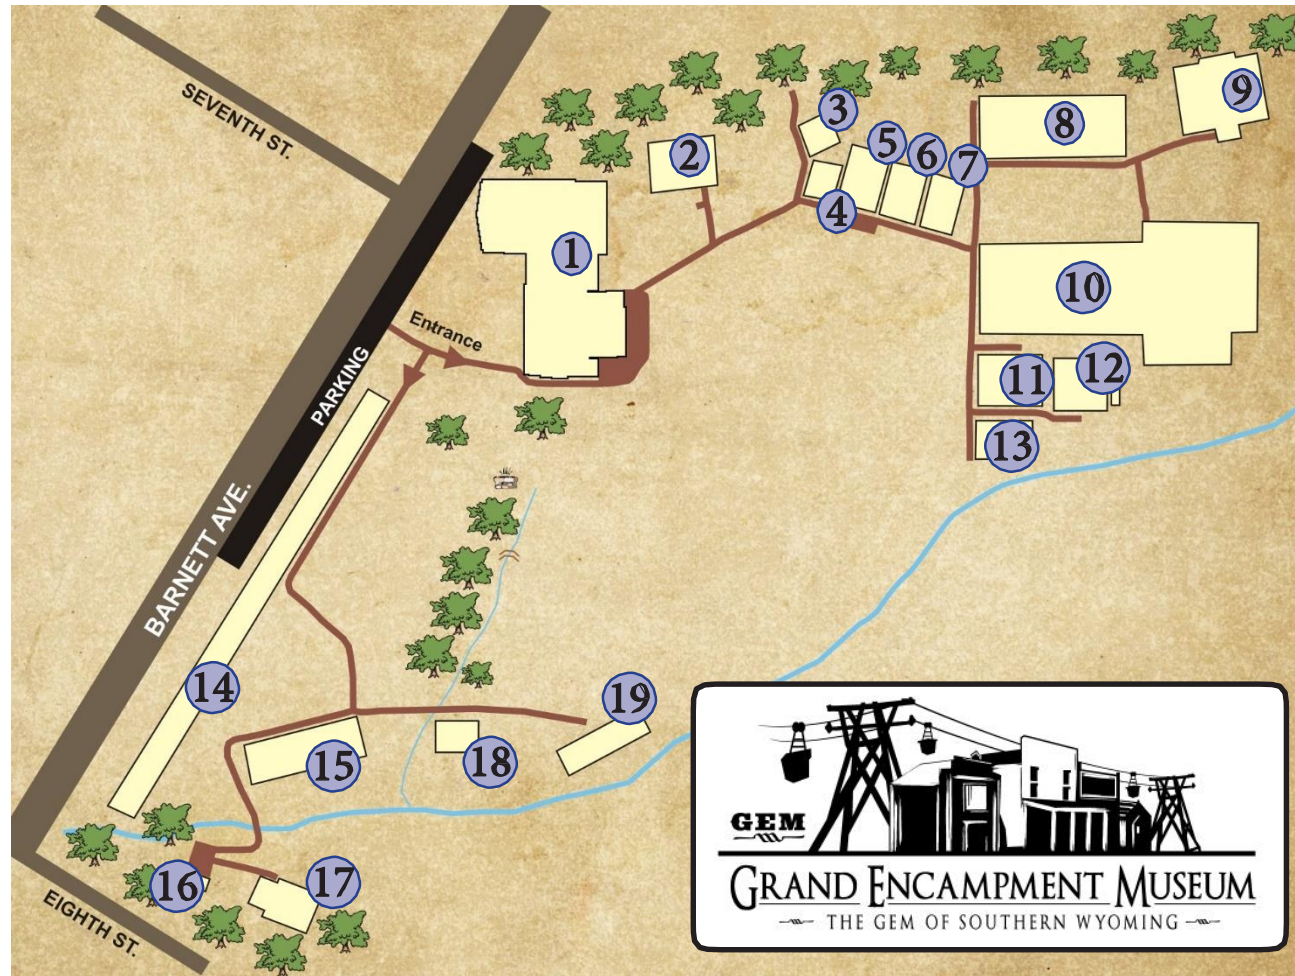 SEVENTH ST.
3
5
6
7
8
9
2
4
1
10
Entrance
PARKING
11
12
13
BARNETT AVE.
14
15
18
19
16
17
EIGHTH ST.
GEM
GRAND ENCAMPMENT MUSEUM
THE GEM OF SOUTHERN WYOMING